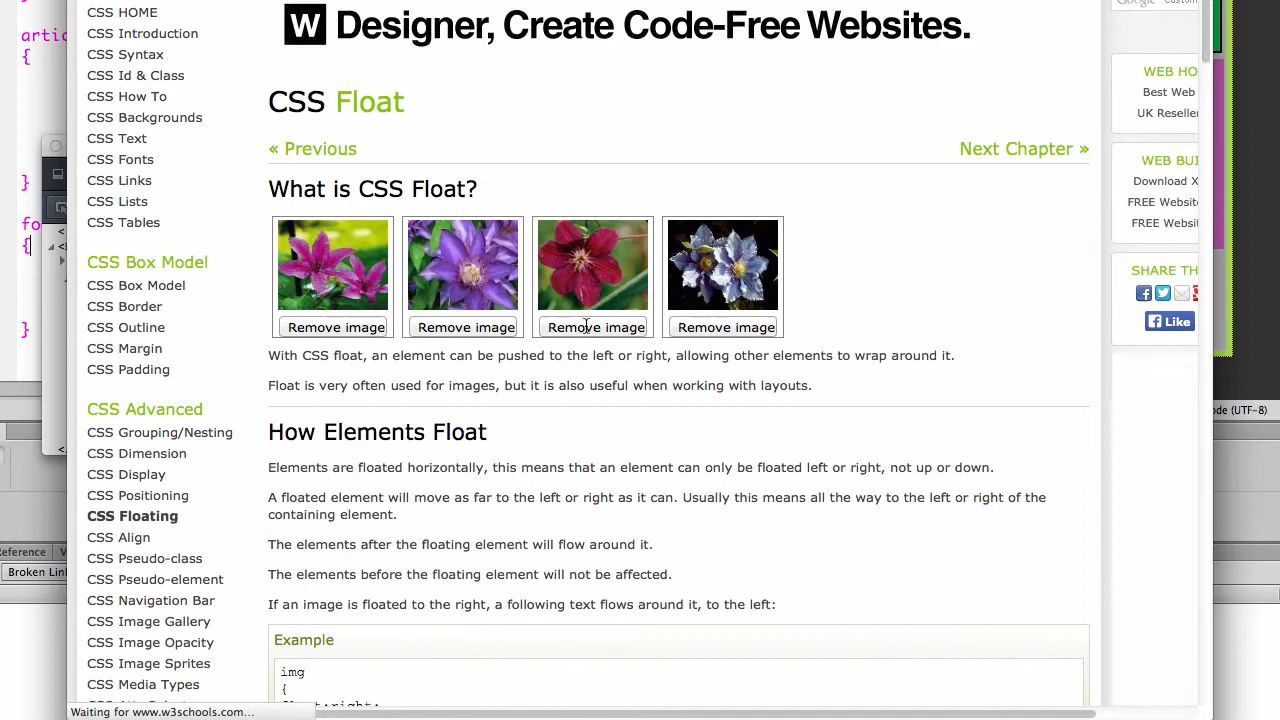 CSS HOME
CSS Introduction
CSS Syntax
CSS Id & Class
CSS How To
CSS Backgrounds
CSS Text
CSS Fonts
CSS Links
CSS Lists
CSS Tables
CSS Box Model
CSS Box Model
CSS Border
CSS Outline
CSS Margin
CSS Padding
CSS Advanced
CSS Grouping/Nesting
CSS Dimension
CSS Display
CSS Positioning
CSS Floating
CSS Align
CSS Pseudo-class
CSS Pseudo-element
CSS Navigation Bar
CSS Image Gallery
CSS Image Opacity
CSS Image Sprites
CSS Media Types
W Designer, Create Code-Free Websites.
CSS Float
« Previous
Next Chapter »
What is CSS Float?
Remove image Remove image Remove image Remove image
With CSS float, an element can be pushed to the left or right, allowing other elements to wrap around it.
Float is very often used for images, but it is also useful when working with layouts.
How Elements Float
Elements are floated horizontally, this means that an element can only be floated left or right, not up or down.
A floated element will move as far to the left or right as it can. Usually this means all the way to the left or right of the
containing element.
The elements after the floating element will flow around it.
The elements before the floating element will not be affected.
If an image is floated to the right, a following text flows around it, to the left:
Example
img
{
float:right;
WEB HO
Best Web
UK Reseller
WEB BUI
Download X
FREE Websit
FREE Websit
SHARE TH
Like
artic
{
}
fo
{
}
ode (UTF-8)
Reference
Broken Link
Waiting for www.w3schools.com...